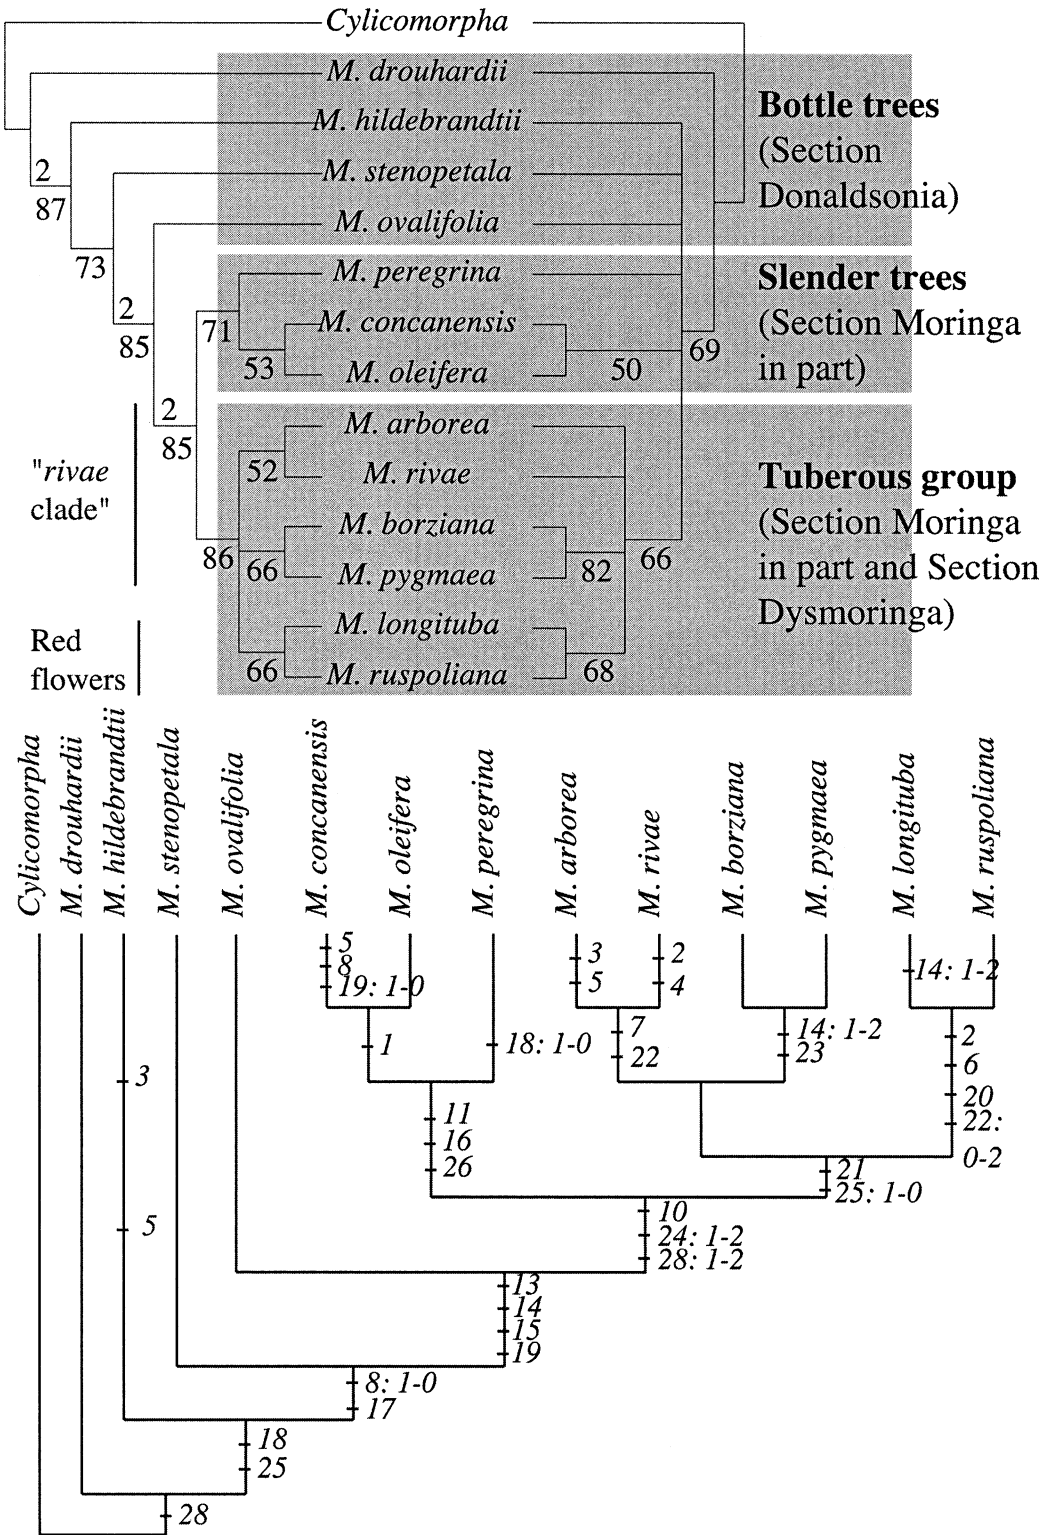 Cylicomorpha
M. drouhardii
M. hildebrandtii
M. stenopetala
M. ovalifolia
M. peregrina
M. concanensis
M. oleifera
M. arborea
M. rivae
M. borziana
M. pygmaea
M. longituba
M. ruspoliana
Bottle trees
(Section
Donaldsonia)
Slender trees
(Section Moringa
in part)
Tuberous group
(Section Moringa
in part and Section
Dysmoringa)
2
87
73
2
85
2
85
71
53
52
86
66
66
50
69
82
66
68
"rivae
clade"
Red
flowers
Cylicomorpha
M. drouhardii
M. hildebrandtii
M. stenopetala
M. ovalifolia
M. concanensis
M. oleifera
M. peregrina
M. arborea
M. rivae
M. borziana
M. pygmaea
M. longituba
M. ruspoliana
5
8
19: 1-0
1
18: 1-0
3
5
2
4
7
22
14: 1-2
23
14: 1-2
2
6
20
22:
0-2
3
5
11
16
26
21
25: 1-0
10
24: 1-2
28: 1-2
13
14
15
19
8: 1-0
17
18
25
28